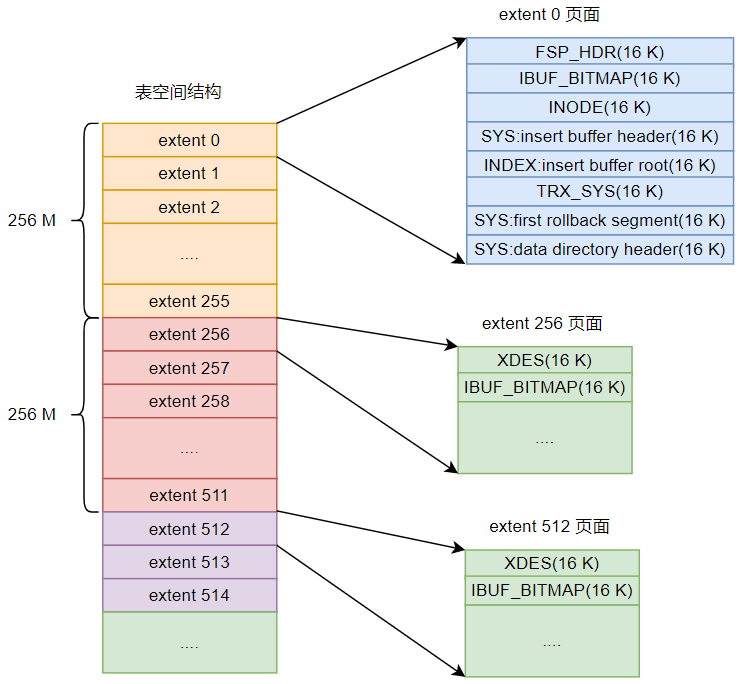 extent 0 页面
FSP_HDR(16 K)
IBUF_BITMAP(16 K)
INODE(16 K)
SYS:insert buffer header(16 K)
INDEX:insert buffer root(16 K)
TRX_SYS(16 K)
SYS:first rollback segment(16 K)
SYS:data directory header(16 K)
表空间结构
extent 0
extent 1
extent 2
....
extent 255
256 M
extent 256
extent 257
extent 258
....
extent 511
256 M
extent 512
extent 513
extent 514
....
extent 256 页面
XDES(16 K)
IBUF_BITMAP(16 K)
....
extent 512 页面
XDES(16 K)
IBUF_BITMAP(16 K)
....